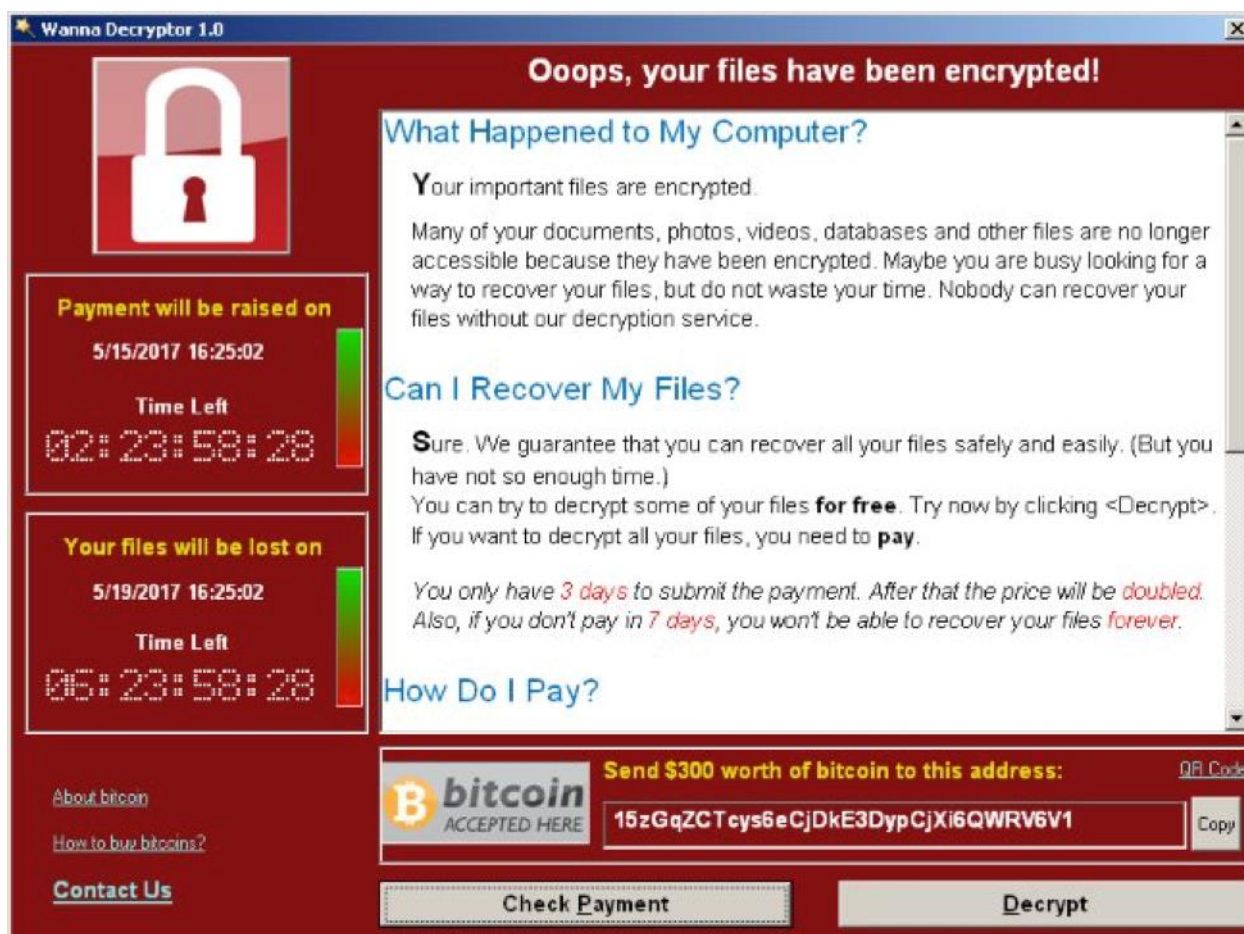 Wanna Decryptor 1.0
Ooops, your files have been encrypted!
What Happened to My Computer?
Your important files are encrypted.
Many of your documents, photos, videos, databases and other files are no longer
accessible because they have been encrypted. Maybe you are busy looking for a
way to recover your files, but do not waste your time. Nobody can recover your
files without our decryption service.
Can I Recover My Files?
Sure. We guarantee that you can recover all your files safely and easily. (But you
have not so enough time.)
You can try to decrypt some of your files for free. Try now by clicking <Decrypt>.
If you want to decrypt all your files, you need to pay.
You only have 3 days to submit the payment. After that the price will be doubled.
Also, if you don't pay in 7 days, you won't be able to recover your files forever.
How Do I Pay?
Payment will be raised on
5/15/2017 16:25:02
Time Left
02:23:58:28
Your files will be lost on
5/19/2017 16:25:02
Time Left
06:23:58:28
About bitcoin
How to buy bitcoins?
Contact Us
bitcoin
ACCEPTED HERE
Send $300 worth of bitcoin to this address:
QR Code
15zGqZCTcys6eCjDkE3DypCjXi6QWRV6V1
Copy
Check Payment
Decrypt